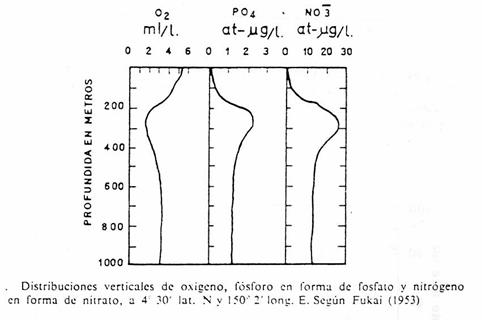 O₂ PO₄ · NO₃⁻
ml/l. at-µg/l. at-µg/l.
0 2 4 6 0 1 2 3 0 10 20 30
PROFUNDIDA EN METROS
200
400
600
800
1000
. Distribuciones verticales de oxígeno, fósforo en forma de fosfato y nitrógeno
en forma de nitrato, a 4° 30' lat. N y 150° 2' long. E. Según Fukai (1953)